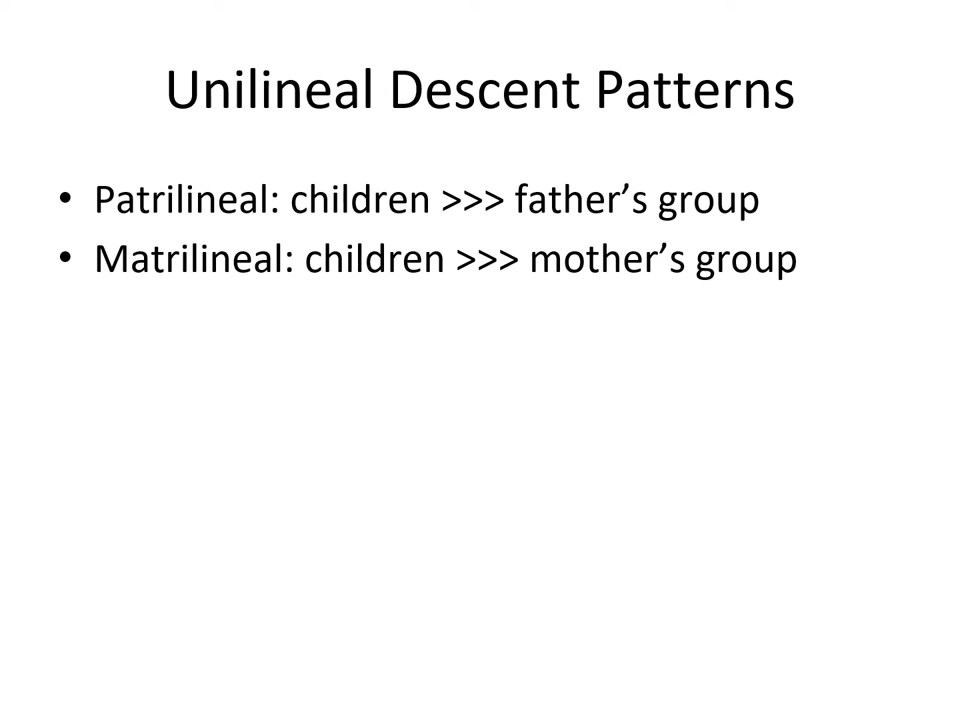 Unilineal Descent Patterns
• Patrilineal: children >>> father’s group
• Matrilineal: children >>> mother’s group